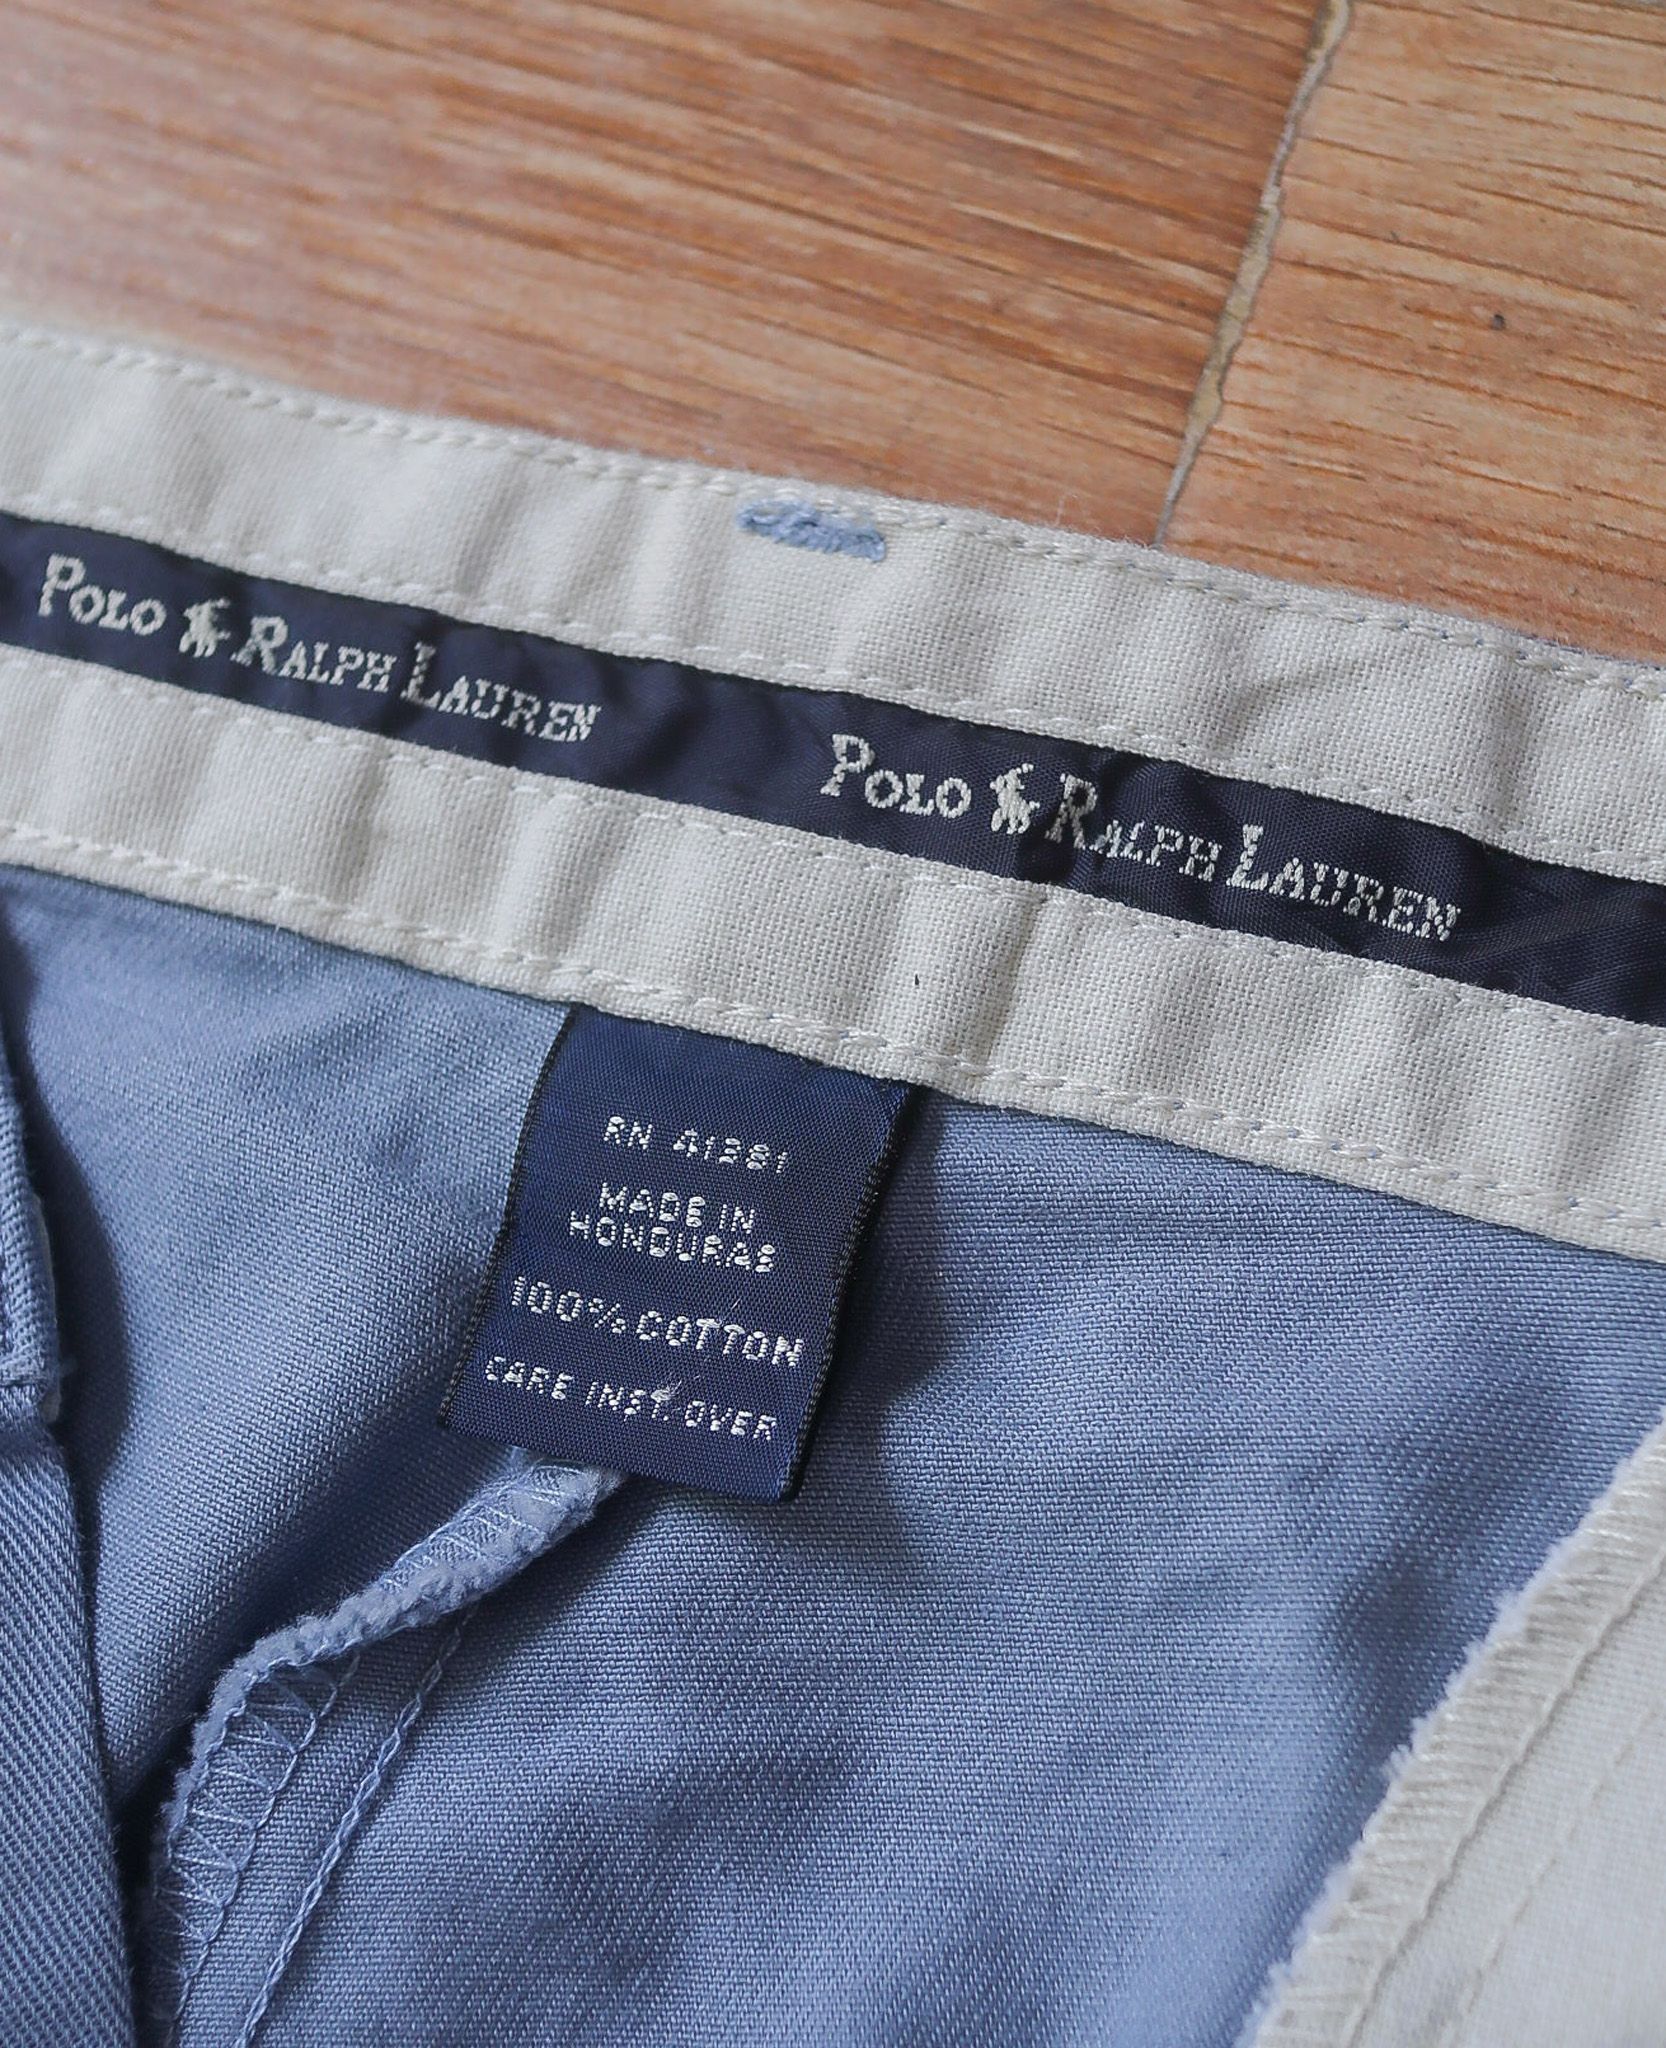 POLO RALPH LAUREN
POLO RALPH LAUREN
RN 41381
MADE IN
HONDURAS
100% COTTON
CARE INST. OVER